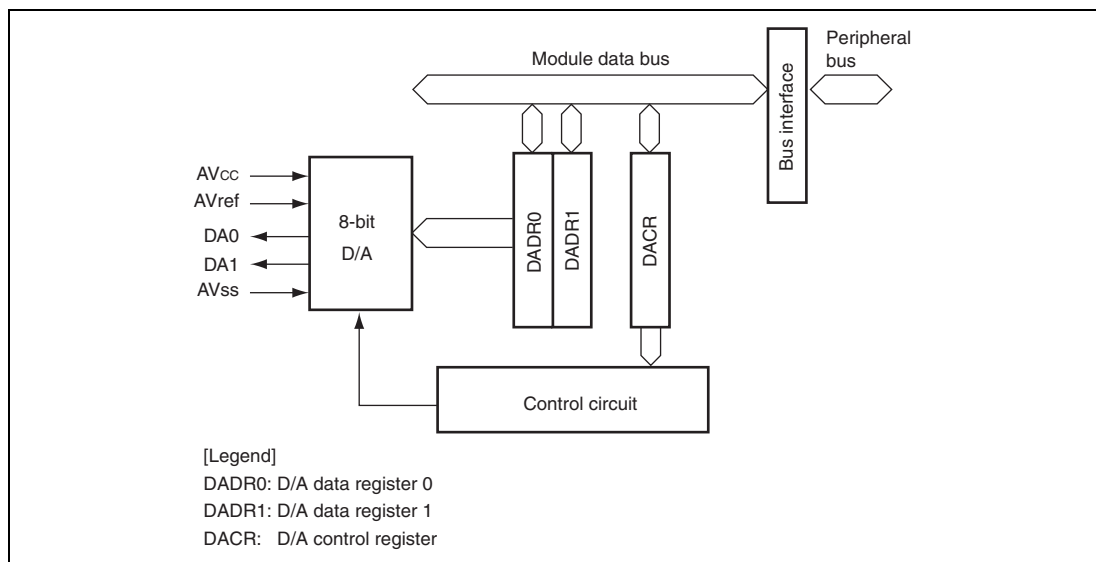 Module data bus
Peripheral
bus
Bus interface
AVCC
AVref
DA0
DA1
AVss
8-bit
D/A
DADR0
DADR1
DACR
Control circuit
[Legend]
DADR0: D/A data register 0
DADR1: D/A data register 1
DACR: D/A control register